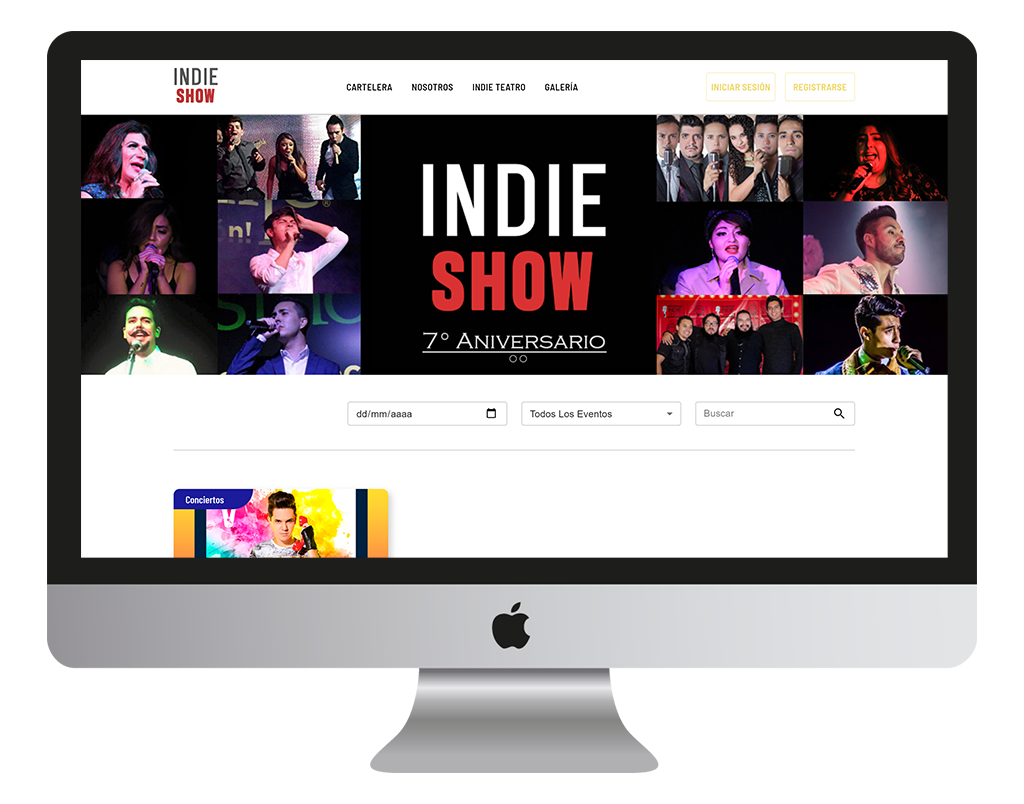 INDIE
SHOW
CARTELERA NOSOTROS INDIE TEATRO GALERÍA
INICIAR SESIÓN REGISTRARSE
n!
INDIE
SHOW
7° ANIVERSARIO
dd/mm/aaaa
Todos Los Eventos
Buscar
Conciertos